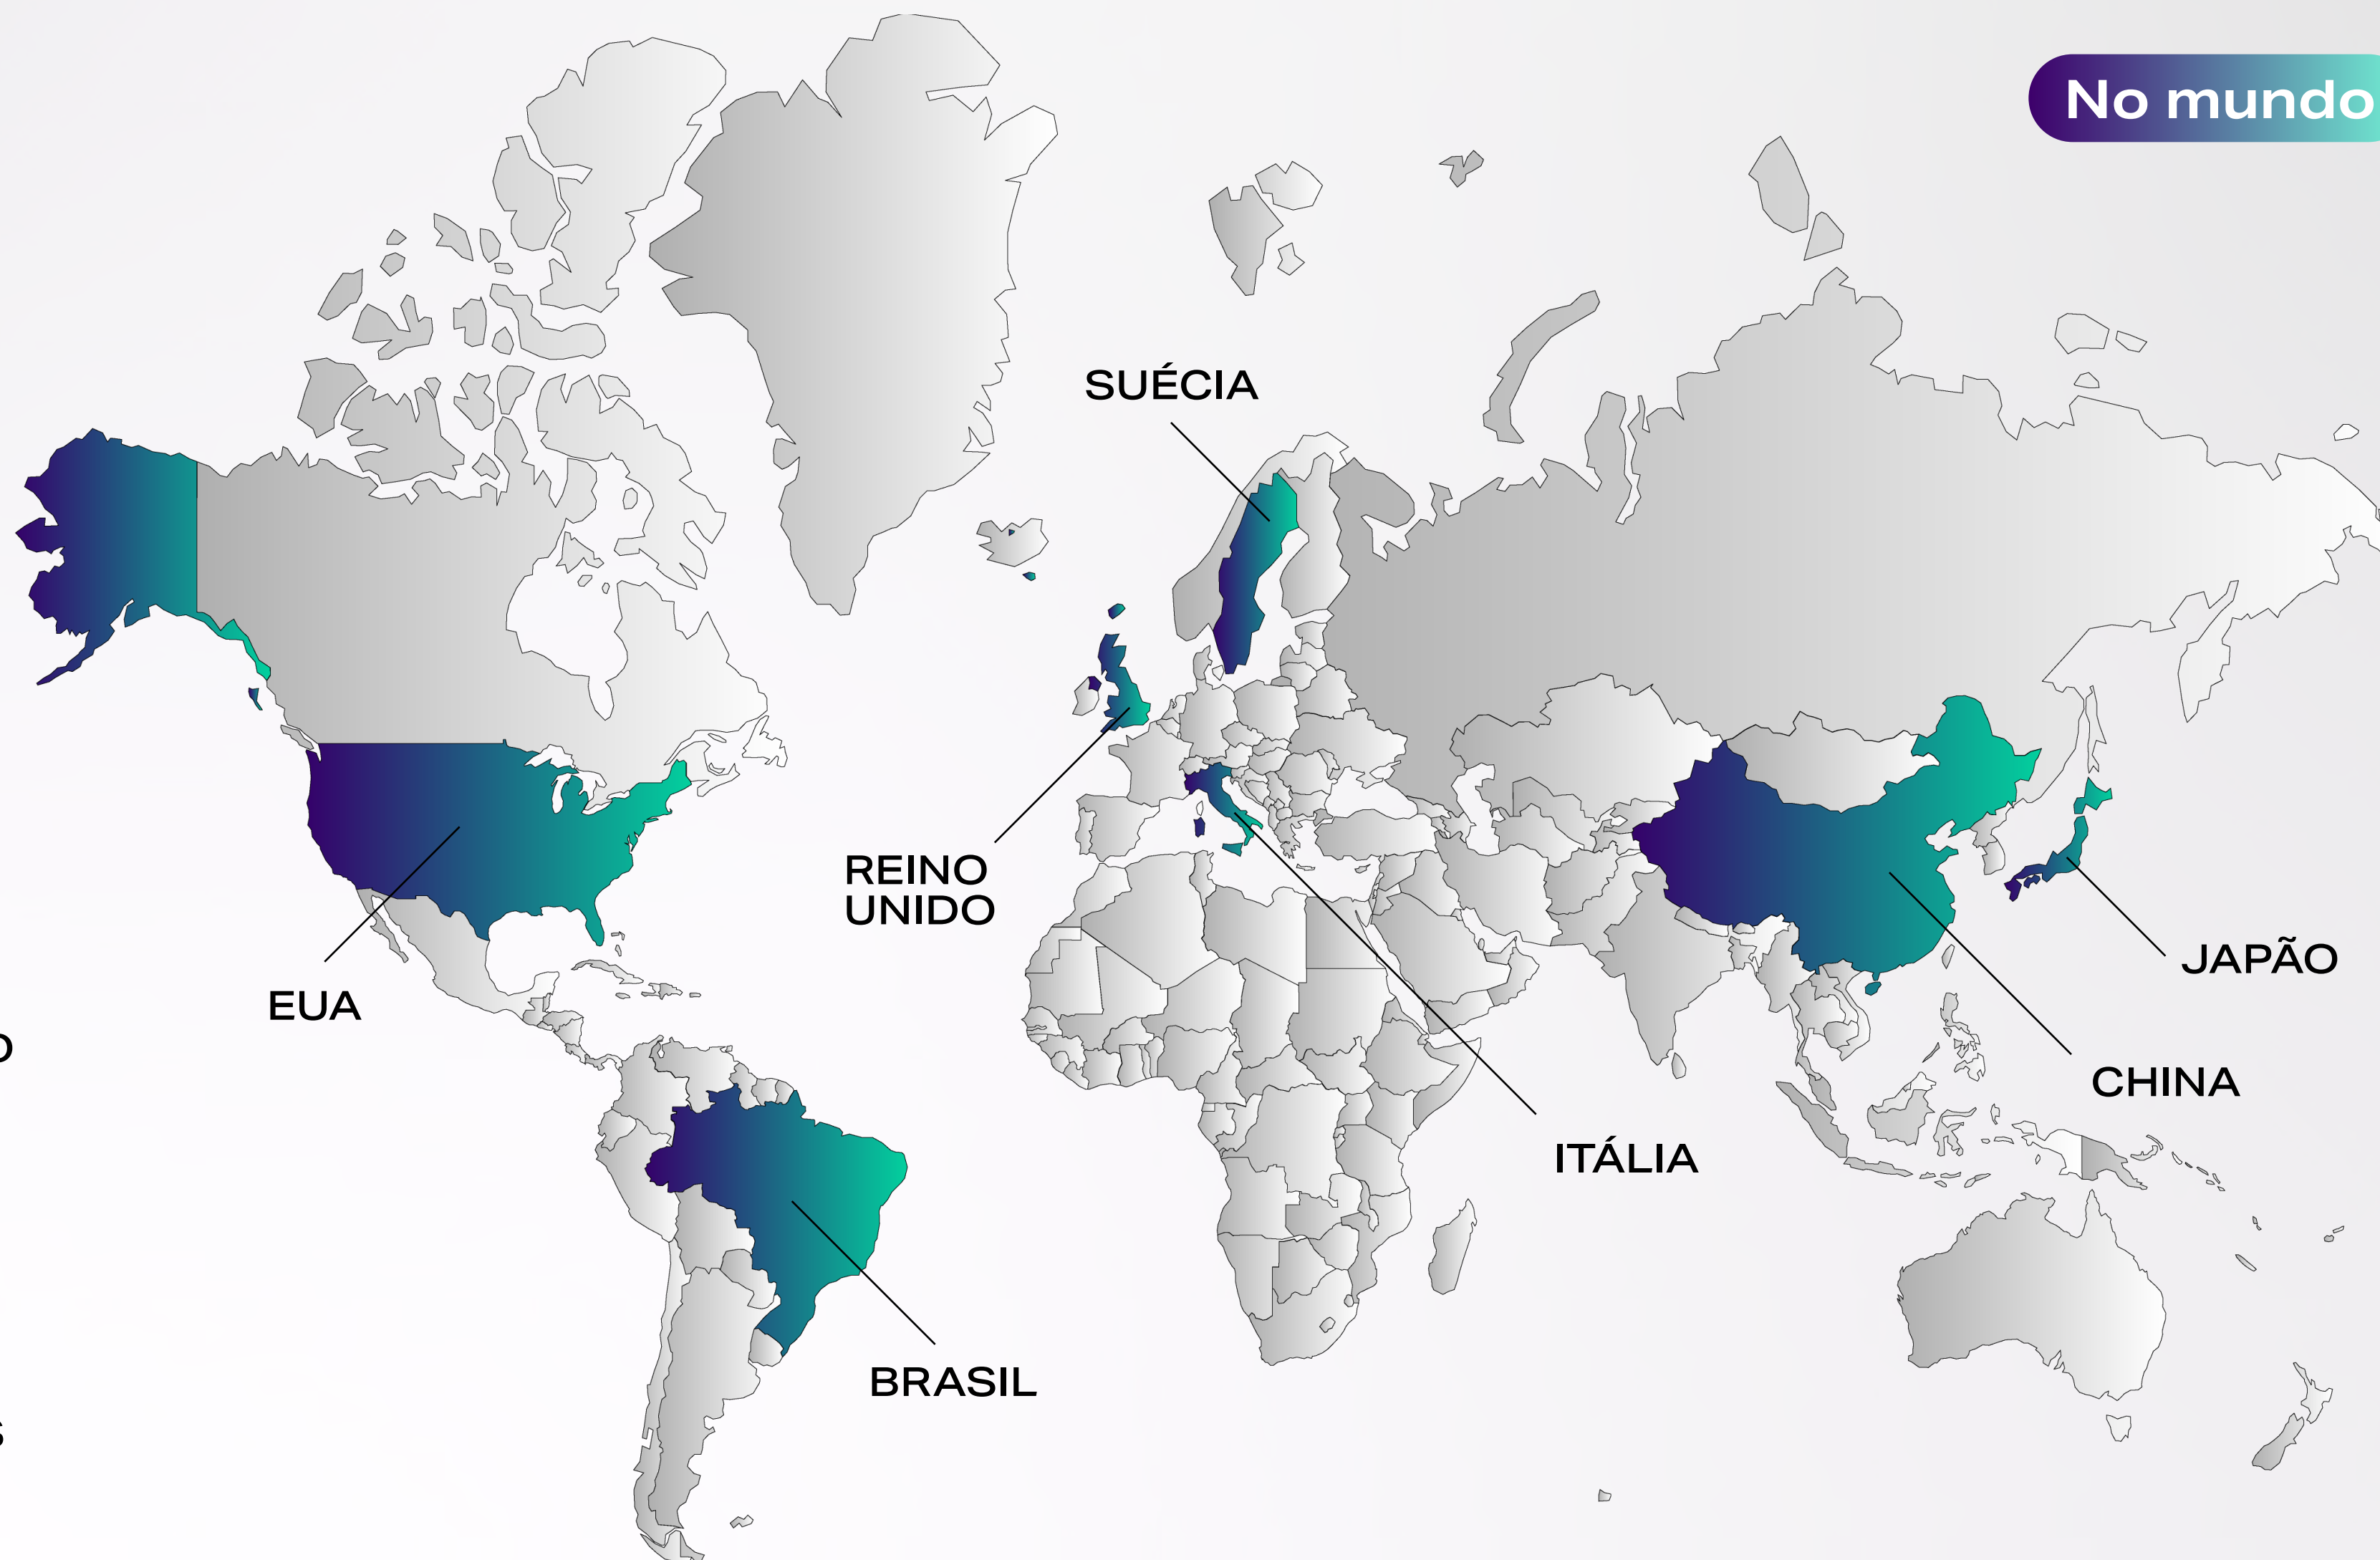 No mundo
SUÉCIA
REINO
UNIDO
JAPÃO
EUA
CHINA
ITÁLIA
BRASIL